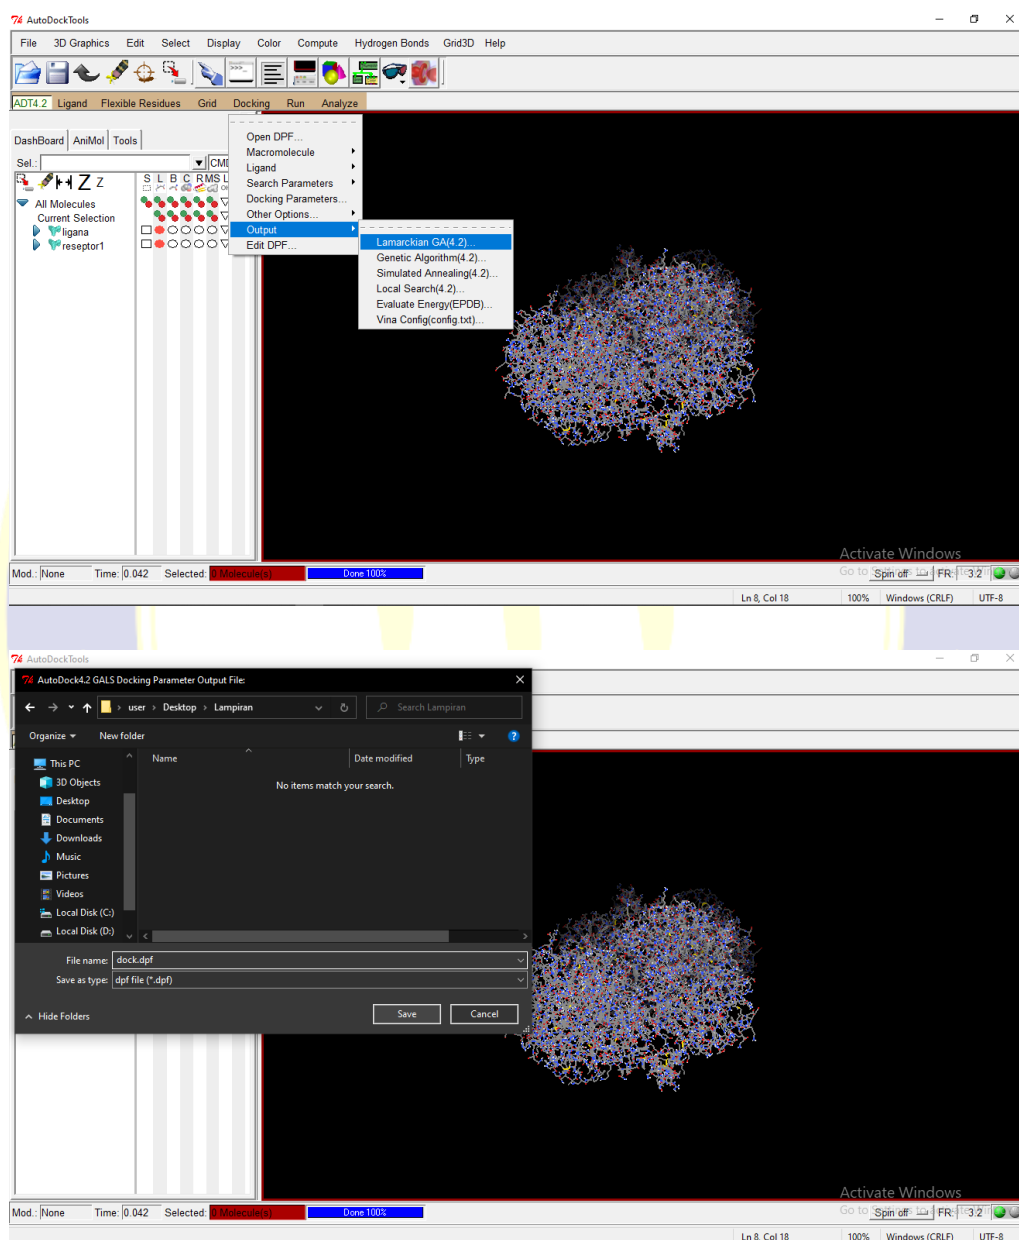 AutoDockTools
File 3D Graphics Edit Select Display Color Compute Hydrogen Bonds Grid3D Help
ADT4.2 Ligand Flexible Residues Grid Docking Run Analyze
DashBoard AniMol Tools
Sel.: CMD
S L B C R MS L
All Molecules
Current Selection
ligana
reseptor1
Open DPF...
Macromolecule
Ligand
Search Parameters
Docking Parameters...
Other Options...
Output
Edit DPF...
Lamarckian GA(4.2)...
Genetic Algorithm(4.2)...
Simulated Annealing(4.2)...
Local Search(4.2)...
Evaluate Energy(EPDB)...
Vina Config(config.txt)...
Activate Windows
Mod.: None Time: 0.042 Selected: 0 Molecule(s) Done 100% Go to Spin off FR: 3.2
Ln 8, Col 18 100% Windows (CRLF) UTF-8
AutoDockTools
AutoDock4.2 GALS Docking Parameter Output File:
user › Desktop › Lampiran Search Lampiran
Organize New folder
Name Date modified Type
No items match your search.
This PC
3D Objects
Desktop
Documents
Downloads
Music
Pictures
Videos
Local Disk (C:)
Local Disk (D:)
File name: dock.dpf
Save as type: dpf file (*.dpf)
Hide Folders Save Cancel
Activate Windows
Mod.: None Time: 0.042 Selected: 0 Molecule(s) Done 100% Go to Spin off FR: 3.2
Ln 8, Col 18 100% Windows (CRLF) UTF-8